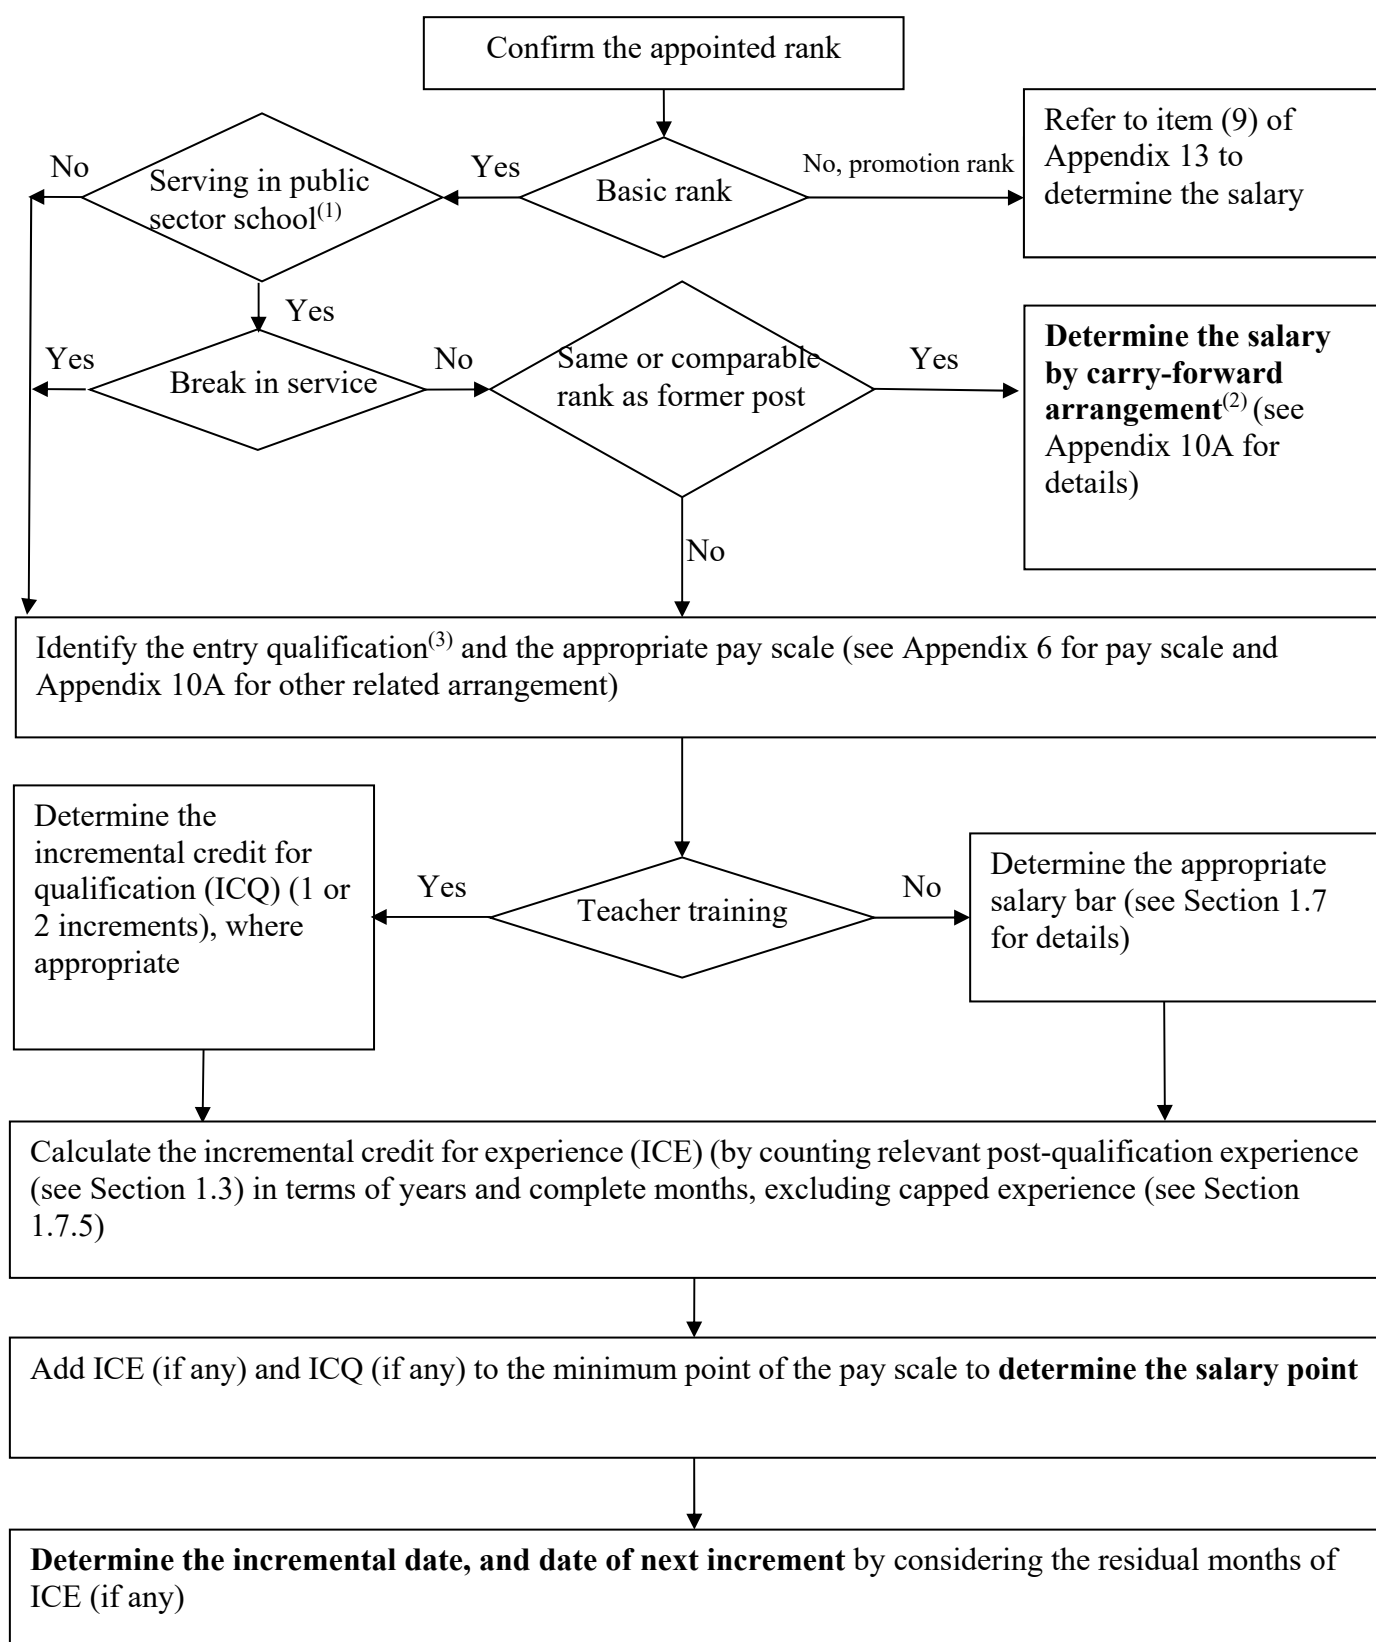 Confirm the appointed rank
Refer to item (9) of
Appendix 13 to
determine the salary
No
Serving in public
sector school(1)
Yes
Basic rank
No, promotion rank
Yes
Yes
Break in service
No
Same or comparable
rank as former post
Yes
Determine the salary
by carry-forward
arrangement(2) (see
Appendix 10A for
details)
No
Identify the entry qualification(3) and the appropriate pay scale (see Appendix 6 for pay scale and
Appendix 10A for other related arrangement)
Determine the
incremental credit for
qualification (ICQ) (1 or
2 increments), where
appropriate
Yes
Teacher training
No
Determine the appropriate
salary bar (see Section 1.7
for details)
Calculate the incremental credit for experience (ICE) (by counting relevant post-qualification experience
(see Section 1.3) in terms of years and complete months, excluding capped experience (see Section
1.7.5)
Add ICE (if any) and ICQ (if any) to the minimum point of the pay scale to determine the salary point
Determine the incremental date, and date of next increment by considering the residual months of
ICE (if any)